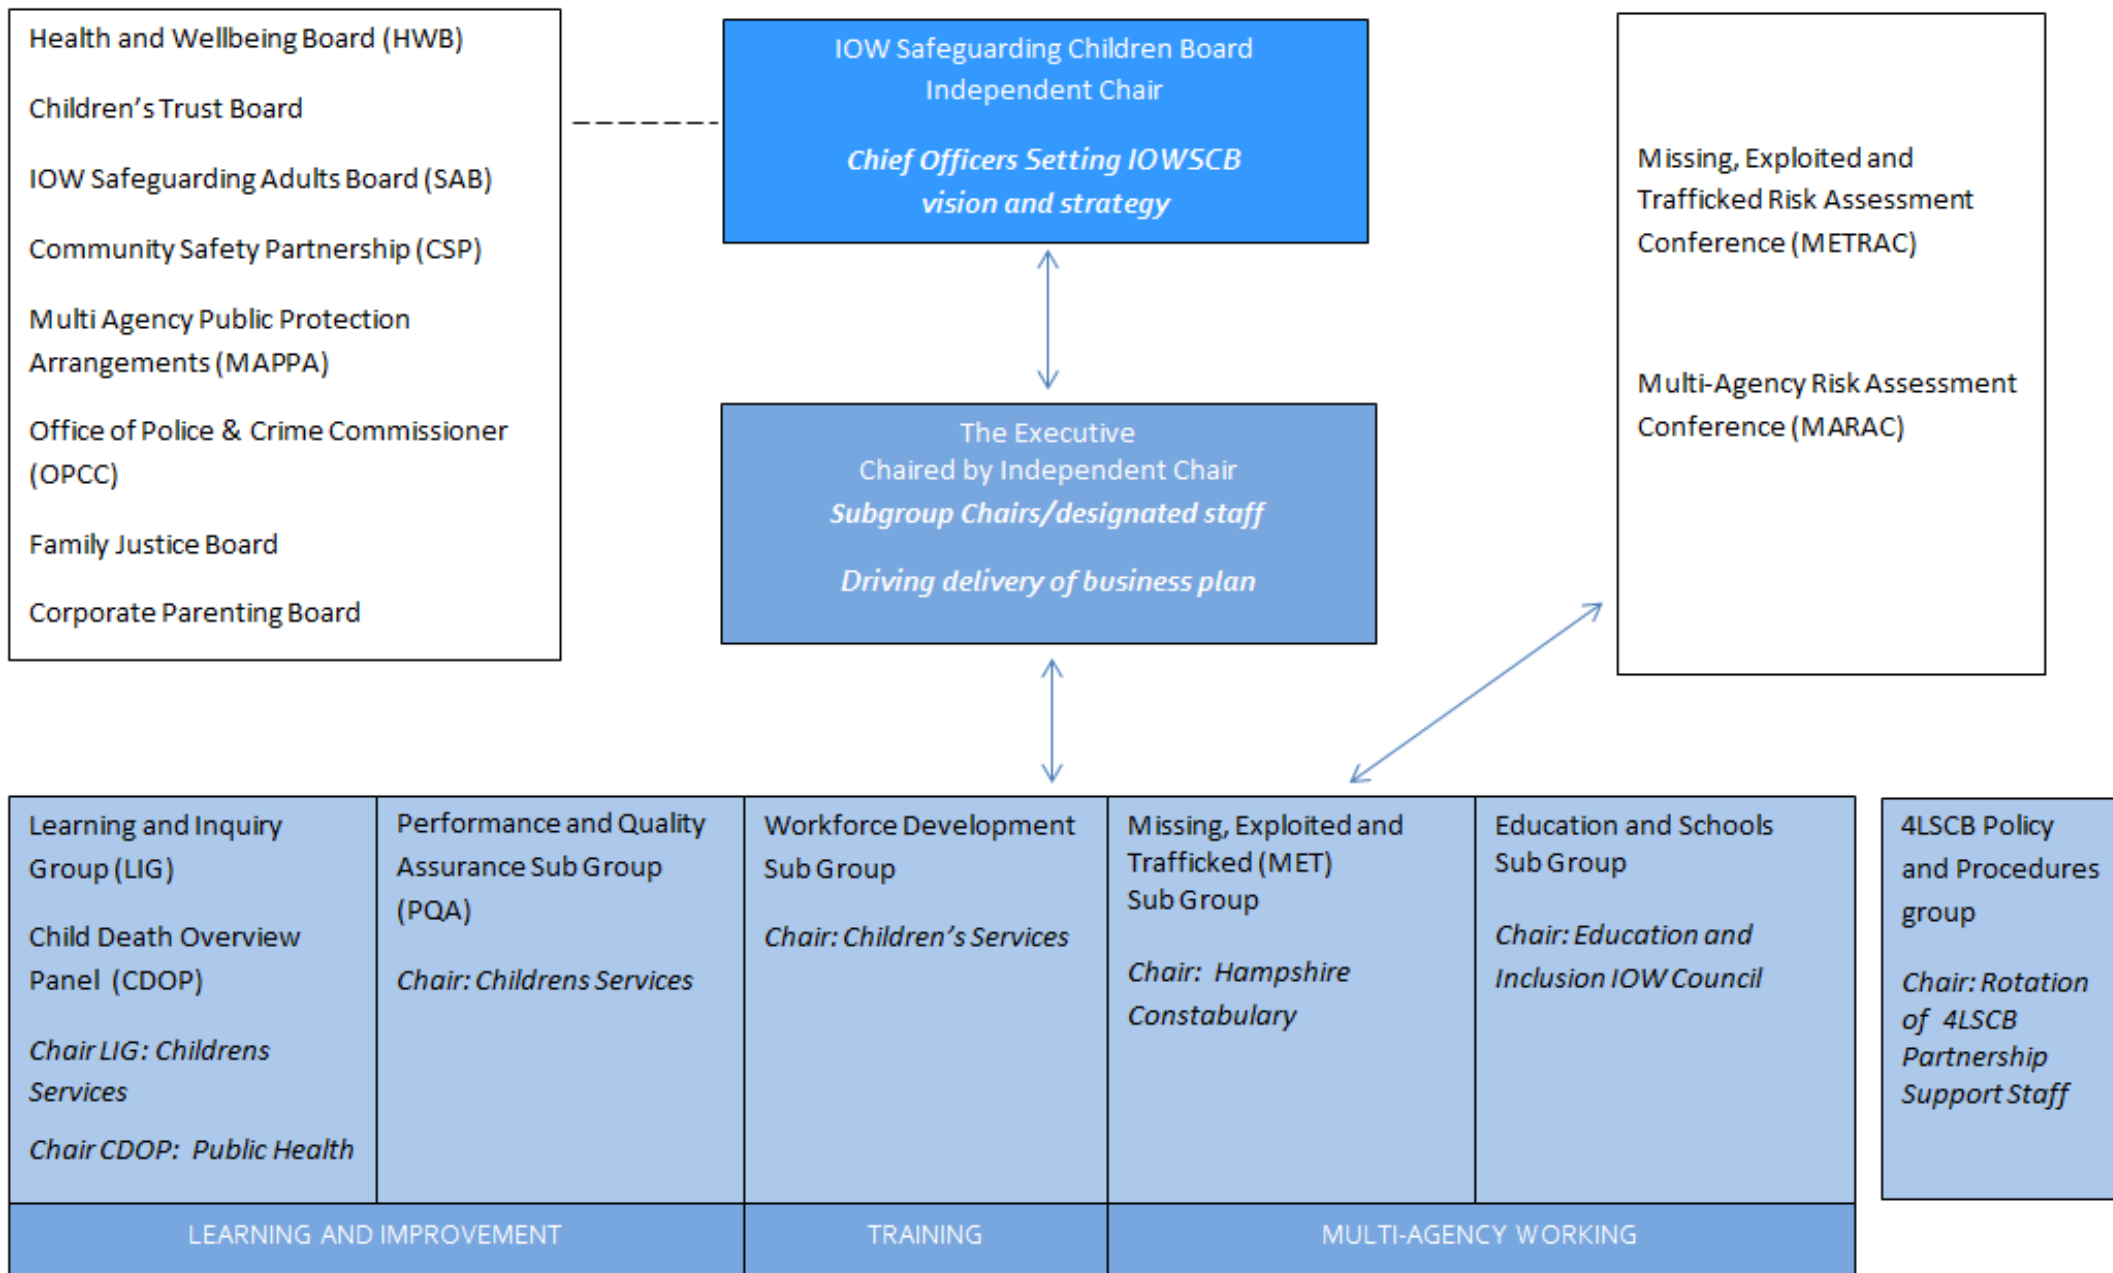 Health and Wellbeing Board (HWB)
Children’s Trust Board
IOW Safeguarding Adults Board (SAB)
Community Safety Partnership (CSP)
Multi Agency Public Protection
Arrangements (MAPPA)
Office of Police & Crime Commissioner
(OPCC)
Family Justice Board
Corporate Parenting Board
IOW Safeguarding Children Board
Independent Chair
Chief Officers Setting IOWSCB
vision and strategy
Missing, Exploited and
Trafficked Risk Assessment
Conference (METRAC)
Multi-Agency Risk Assessment
Conference (MARAC)
The Executive
Chaired by Independent Chair
Subgroup Chairs/designated staff
Driving delivery of business plan
Learning and Inquiry
Group (LIG)
Child Death Overview
Panel (CDOP)
Chair LIG: Childrens
Services
Chair CDOP: Public Health
Performance and Quality
Assurance Sub Group
(PQA)
Chair: Childrens Services
Workforce Development
Sub Group
Chair: Children’s Services
Missing, Exploited and
Trafficked (MET)
Sub Group
Chair: Hampshire
Constabulary
Education and Schools
Sub Group
Chair: Education and
Inclusion IOW Council
4LSCB Policy
and Procedures
group
Chair: Rotation
of 4LSCB
Partnership
Support Staff
LEARNING AND IMPROVEMENT
TRAINING
MULTI-AGENCY WORKING